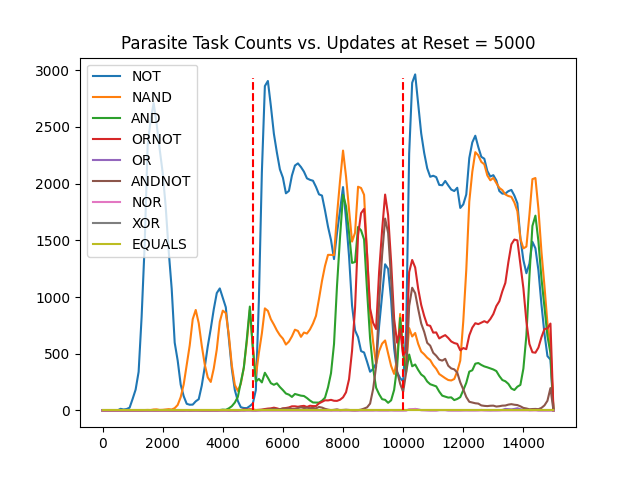 Parasite Task Counts vs. Updates at Reset = 5000
3000
2500
2000
1500
1000
500
0
NOT
NAND
AND
ORNOT
OR
ANDNOT
NOR
XOR
EQUALS
0 2000 4000 6000 8000 10000 12000 14000